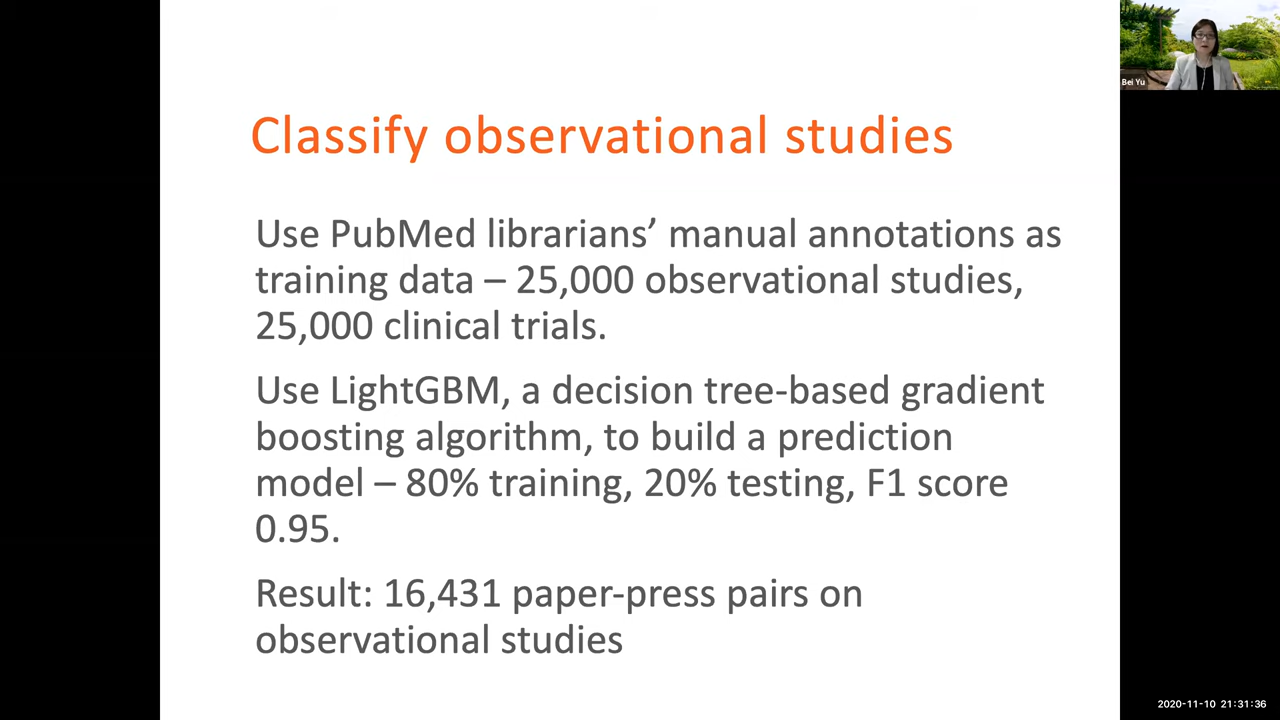 Classify observational studies
Use PubMed librarians’ manual annotations as
training data – 25,000 observational studies,
25,000 clinical trials.
Use LightGBM, a decision tree-based gradient
boosting algorithm, to build a prediction
model – 80% training, 20% testing, F1 score
0.95.
Result: 16,431 paper-press pairs on
observational studies
Bei Yu
2020-11-10 21:31:36